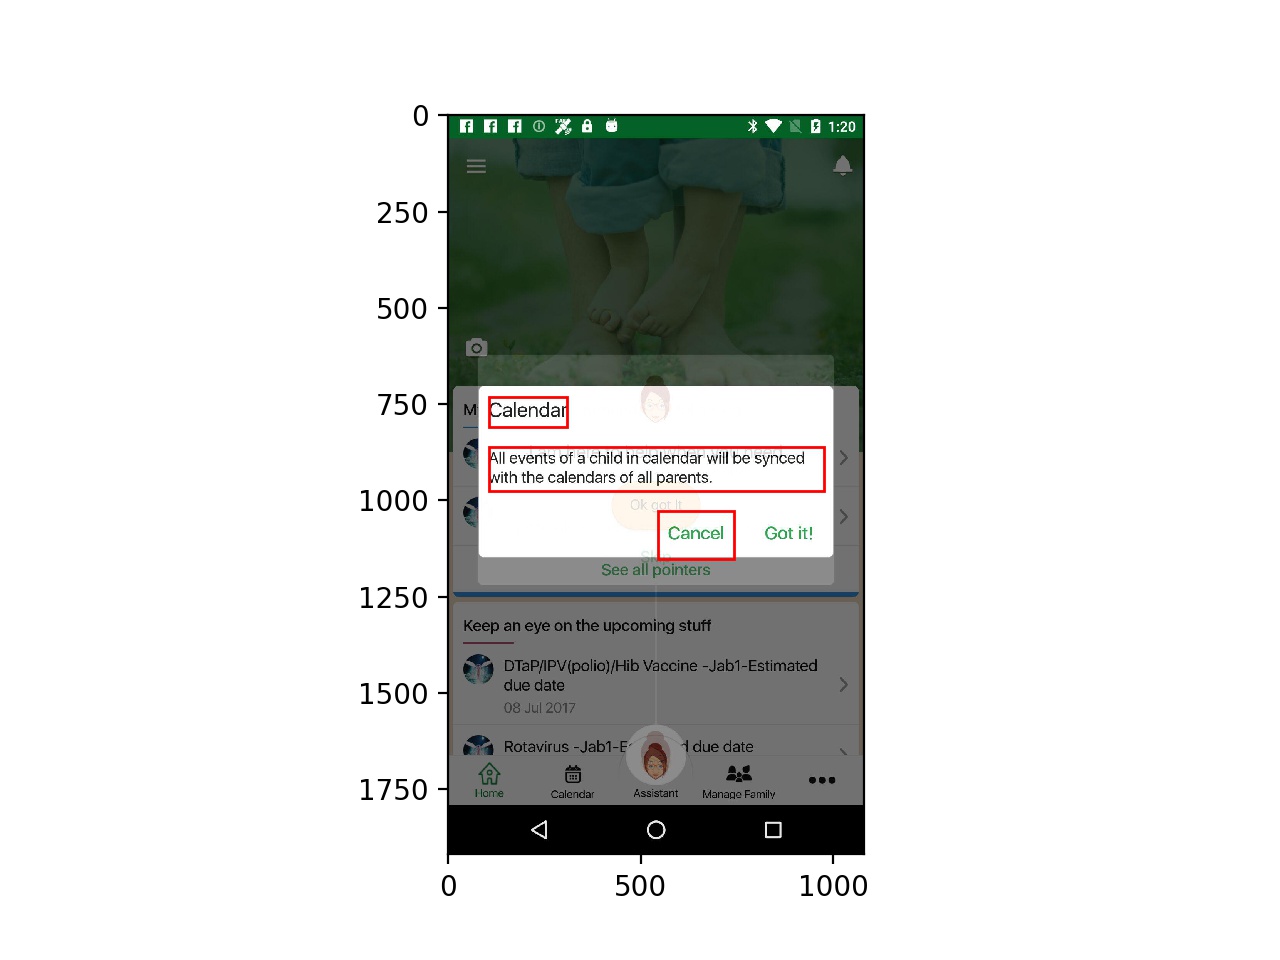 0
250
500
750
1000
1250
1500
1750
0
500
1000
1:20
Calendar
All events of a child in calendar will be synced
with the calendars of all parents.
Ok got it
Cancel
Got it!
Skip
See all pointers
Keep an eye on the upcoming stuff
DTaP/IPV(polio)/Hib Vaccine -Jab1-Estimated
due date
08 Jul 2017
Rotavirus -Jab1-E d due date
Home
Calendar
Assistant
Manage Family